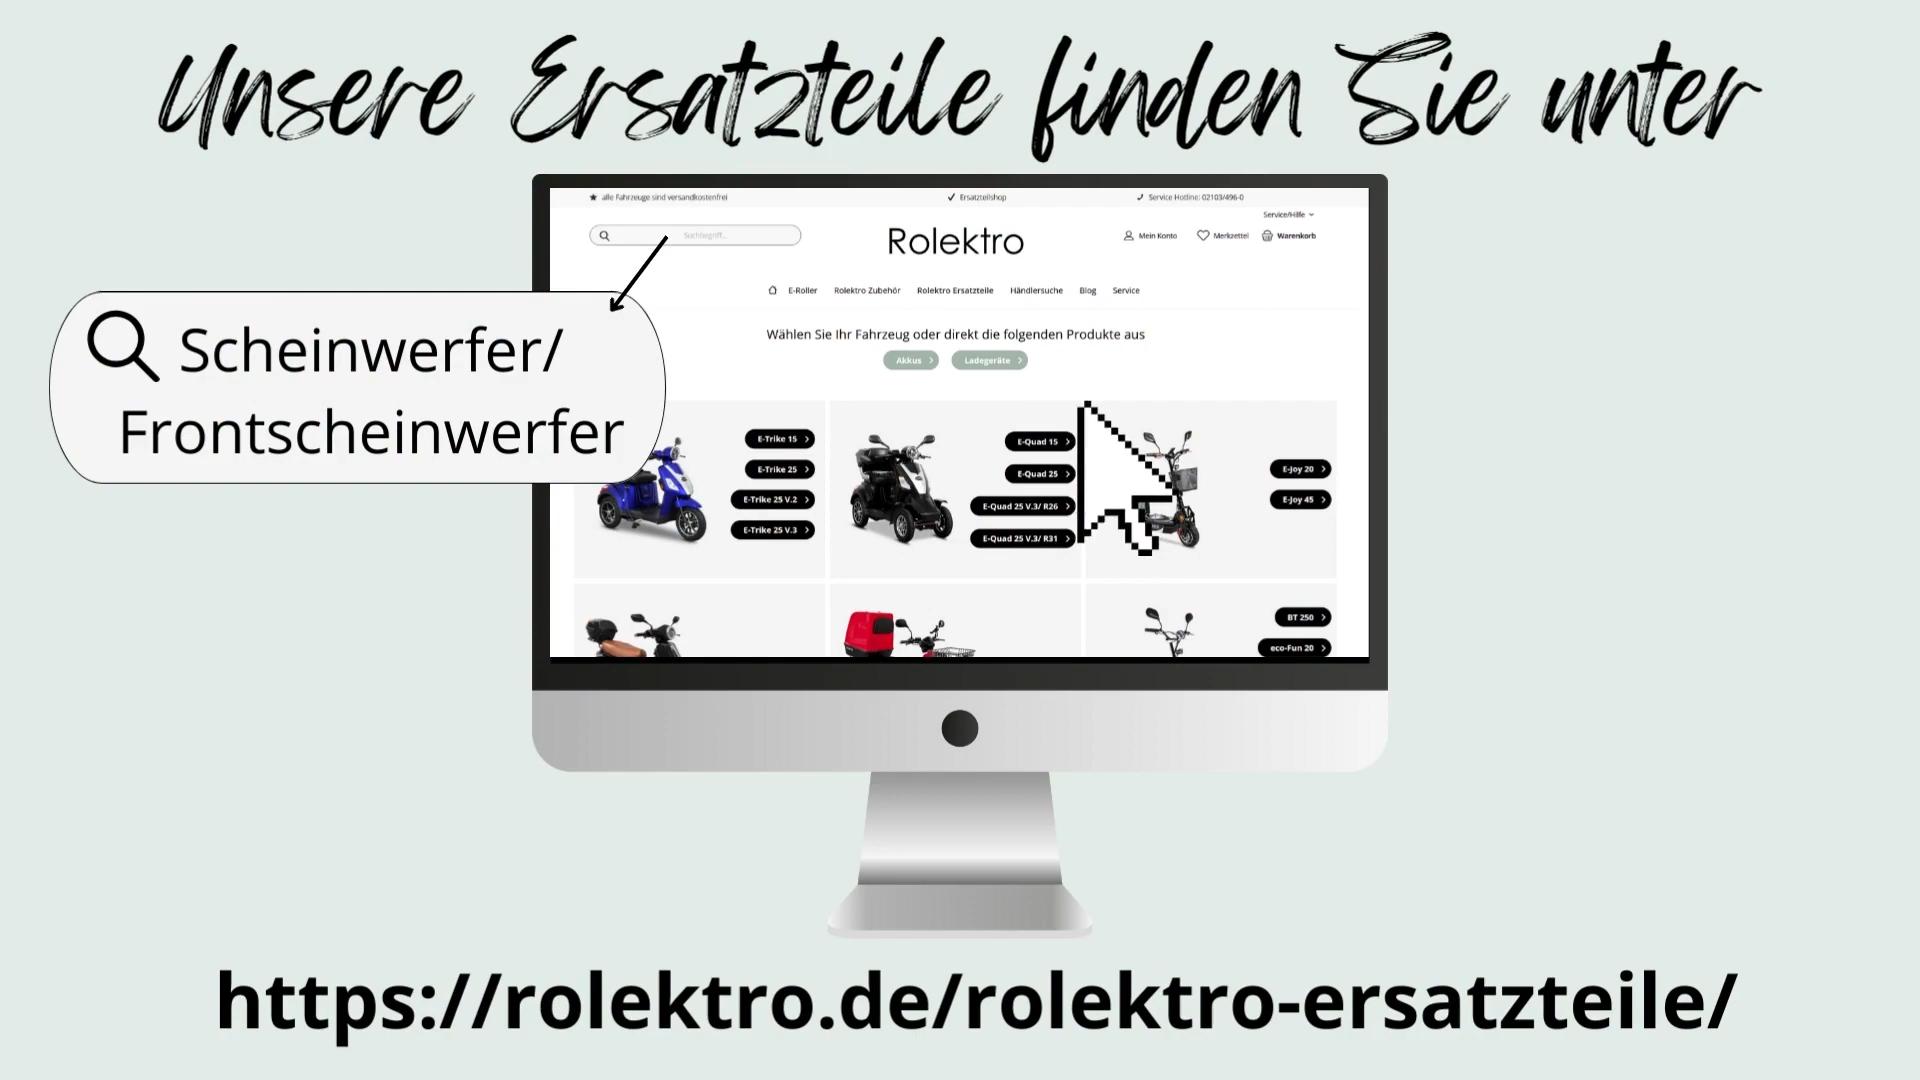 Unsere Ersatzteile finden Sie unter
alle Fahrzeuge sind versandkostenfrei
Ersatzteilshop
Service Hotline: 02103/496-0
Service/Hilfe
Suchbegriff...
Rolektro
Mein Konto
Merkzettel
Warenkorb
E-Roller
Rolektro Zubehör
Rolektro Ersatzteile
Händlersuche
Blog
Service
Scheinwerfer/
Frontscheinwerfer
Wählen Sie Ihr Fahrzeug oder direkt die folgenden Produkte aus
Akkus
Ladegeräte
E-Trike 15
E-Trike 25
E-Trike 25 V.2
E-Trike 25 V.3
E-Quad 15
E-Quad 25
E-Quad 25 V.3/ R26
E-Quad 25 V.3/ R31
E-Joy 20
E-Joy 45
BT 250
eco-Fun 20
https://rolektro.de/rolektro-ersatzteile/